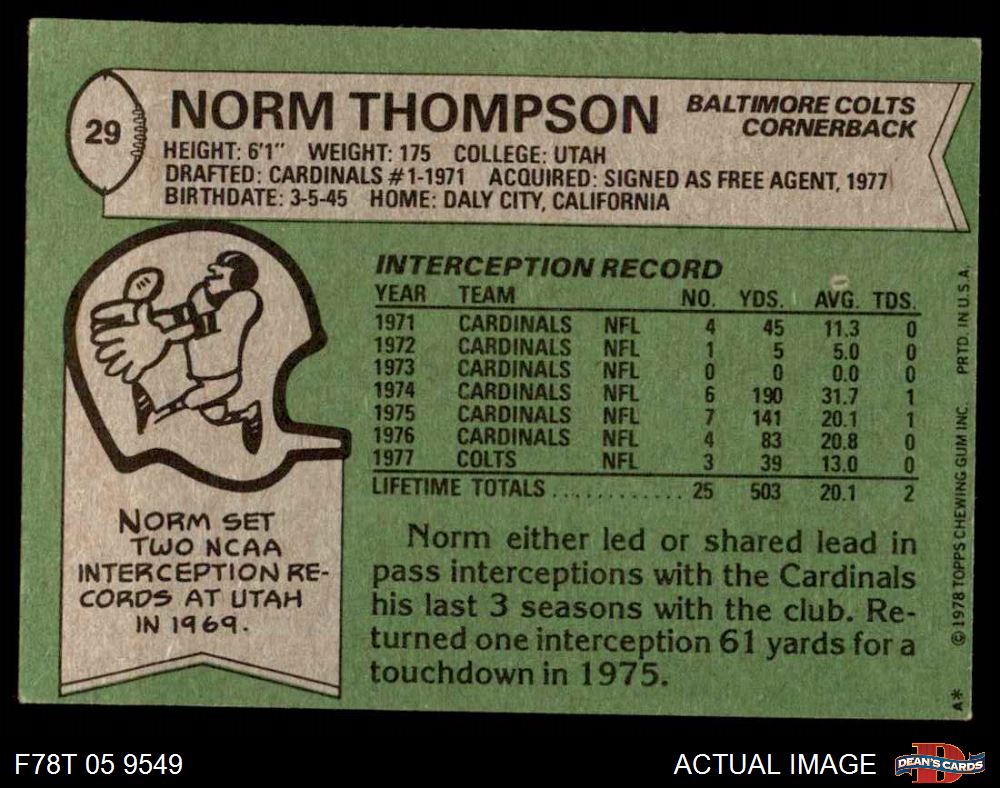 29
NORM THOMPSON
BALTIMORE COLTS
CORNERBACK
HEIGHT: 6'1" WEIGHT: 175 COLLEGE: UTAH
DRAFTED: CARDINALS #1-1971 ACQUIRED: SIGNED AS FREE AGENT, 1977
BIRTHDATE: 3-5-45 HOME: DALY CITY, CALIFORNIA
INTERCEPTION RECORD
YEAR TEAM NO. YDS. AVG. TDS.
1971 CARDINALS NFL 4 45 11.3 0
1972 CARDINALS NFL 1 5 5.0 0
1973 CARDINALS NFL 0 0 0.0 0
1974 CARDINALS NFL 6 190 31.7 1
1975 CARDINALS NFL 7 141 20.1 1
1976 CARDINALS NFL 4 83 20.8 0
1977 COLTS NFL 3 39 13.0 0
LIFETIME TOTALS ............ 25 503 20.1 2
NORM SET
TWO NCAA
INTERCEPTION RE-
CORDS AT UTAH
IN 1969.
Norm either led or shared lead in
pass interceptions with the Cardinals
his last 3 seasons with the club. Re-
turned one interception 61 yards for a
touchdown in 1975.
A* © 1978 TOPPS CHEWING GUM INC. PRTD. IN U.S.A.
F78T 05 9549
ACTUAL IMAGE
DEAN'S CARDS